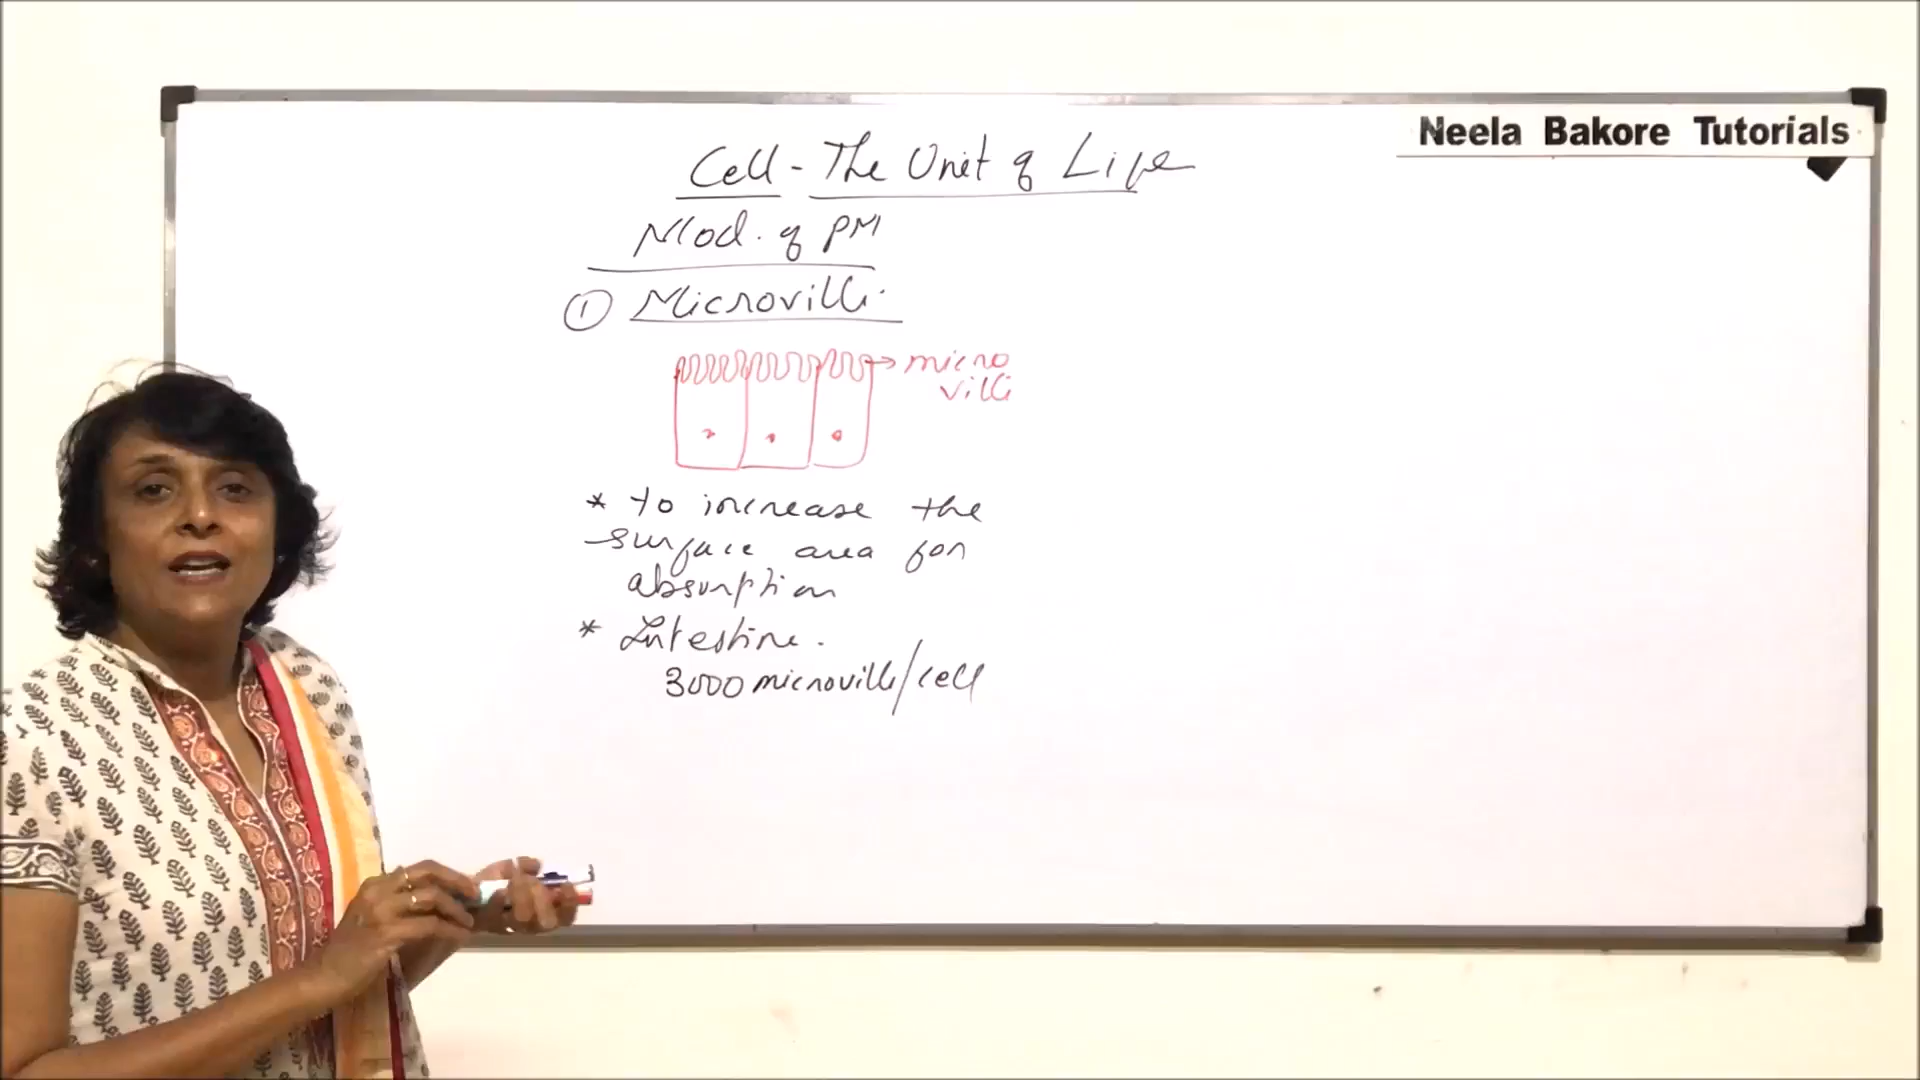 Neela Bakore Tutorials
Cell - The Unit of Life
Mod. of PM
① Microvilli
micro
villi
* to increase the
surface area for
absorption
* Intestine.
3000 microvilli/cell